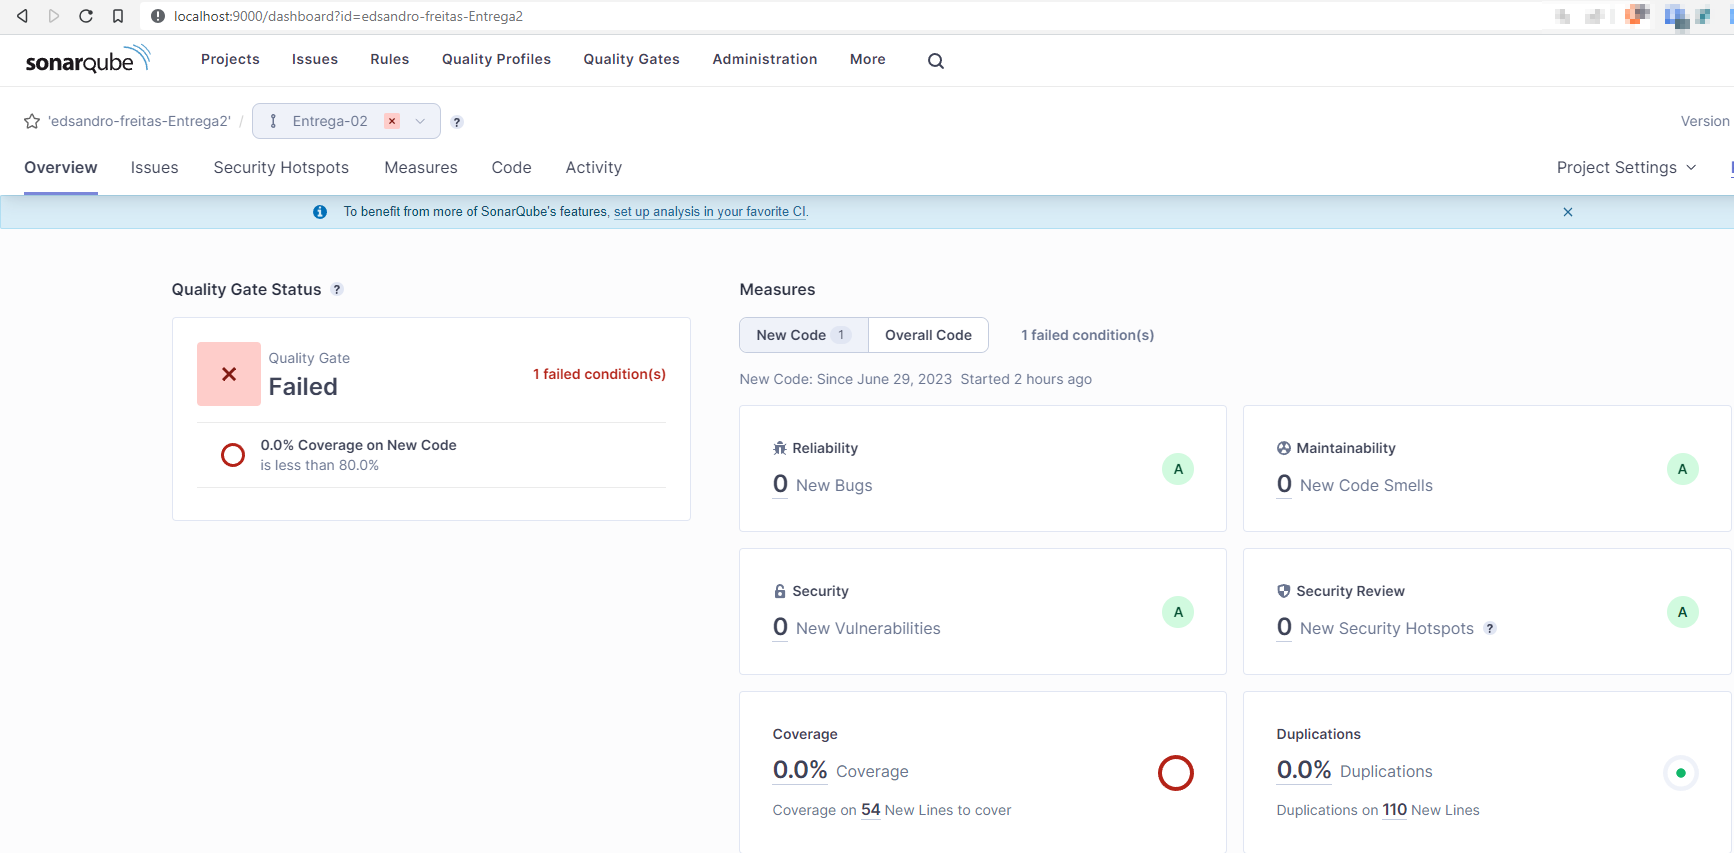 localhost:9000/dashboard?id=edsandro-freitas-Entrega2
sonarqube
Projects Issues Rules Quality Profiles Quality Gates Administration More
'edsandro-freitas-Entrega2' / Entrega-02 ?
Version
Overview Issues Security Hotspots Measures Code Activity
Project Settings
To benefit from more of SonarQube's features, set up analysis in your favorite CI.
Quality Gate Status ?
Quality Gate
Failed
1 failed condition(s)
0.0% Coverage on New Code
is less than 80.0%
Measures
New Code 1 Overall Code 1 failed condition(s)
New Code: Since June 29, 2023 Started 2 hours ago
Reliability
0 New Bugs
A
Maintainability
0 New Code Smells
A
Security
0 New Vulnerabilities
A
Security Review
0 New Security Hotspots ?
A
Coverage
0.0% Coverage
Coverage on 54 New Lines to cover
Duplications
0.0% Duplications
Duplications on 110 New Lines